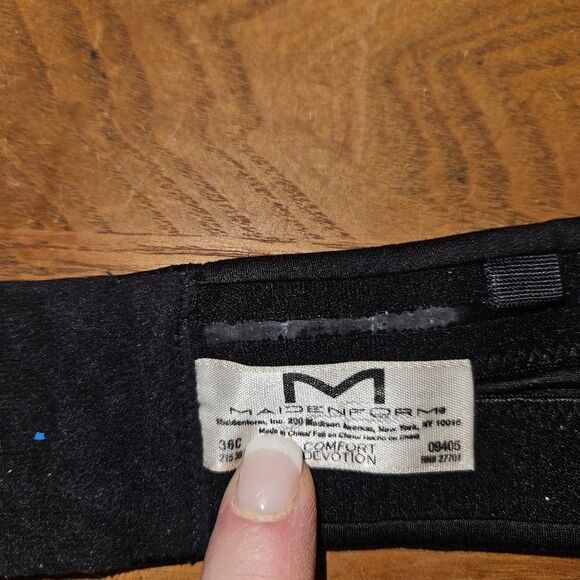 M
MAIDENFORM®
Maidenform, Inc. 200 Madison Avenue, New York, NY 10016
Made in China/ Fait en Chine/ Hecho en China
36C COMFORT 09405
DEVOTION RN# 27701